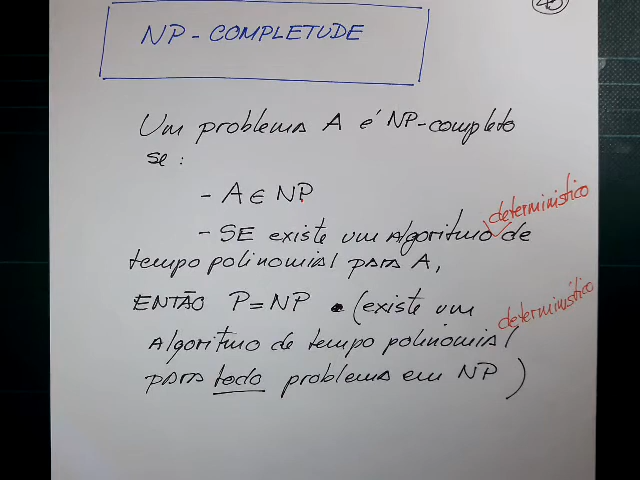 NP-COMPLETUDE
Um problema A é NP-completo
se:
- A ∈ NP
determinístico
- SE existe um algoritmo de
tempo polinomial para A,
ENTÃO P=NP (existe um
determinístico
algoritmo de tempo polinomial
para todo problema em NP)